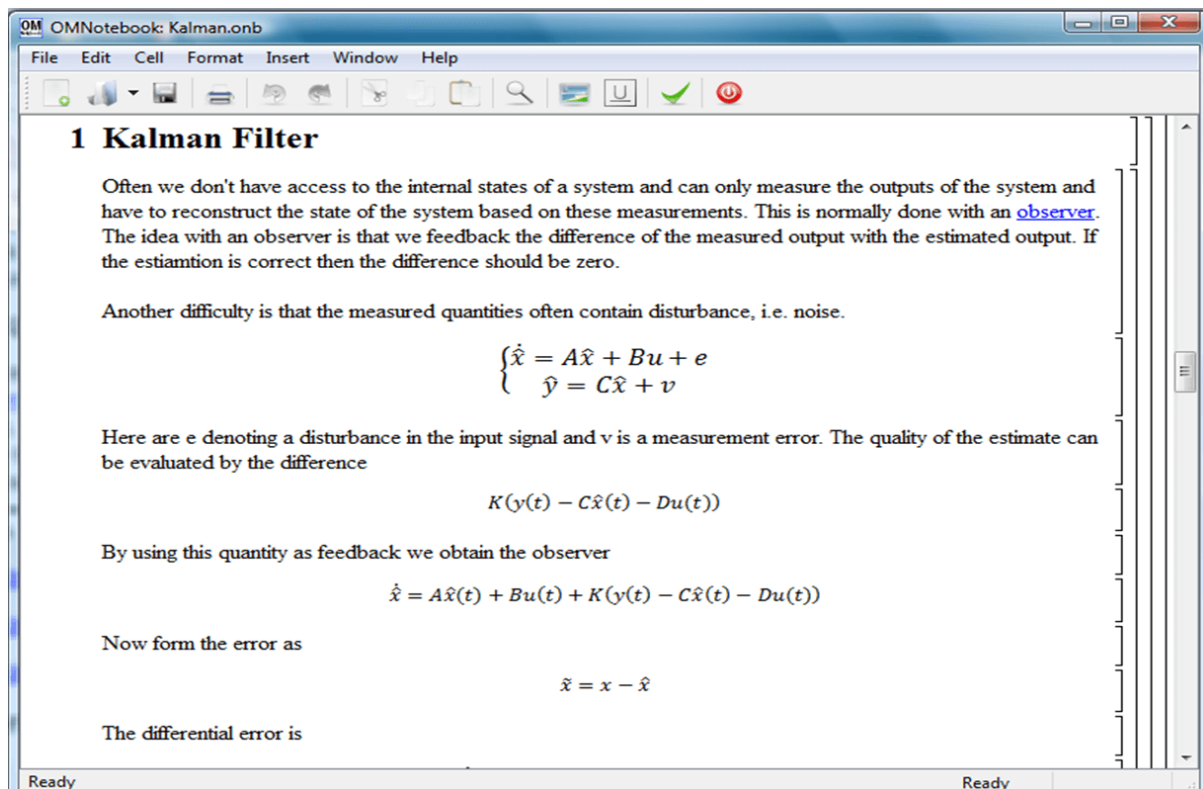 OM OMNotebook: Kalman.onb
File Edit Cell Format Insert Window Help
1 Kalman Filter
Often we don't have access to the internal states of a system and can only measure the outputs of the system and
have to reconstruct the state of the system based on these measurements. This is normally done with an observer.
The idea with an observer is that we feedback the difference of the measured output with the estimated output. If
the estiamtion is correct then the difference should be zero.
Another difficulty is that the measured quantities often contain disturbance, i.e. noise.
{ẋ̂ = Ax̂ + Bu + e
ŷ = Cx̂ + v
Here are e denoting a disturbance in the input signal and v is a measurement error. The quality of the estimate can
be evaluated by the difference
K(y(t) − Cx̂(t) − Du(t))
By using this quantity as feedback we obtain the observer
ẋ̂ = Ax̂(t) + Bu(t) + K(y(t) − Cx̂(t) − Du(t))
Now form the error as
x̃ = x − x̂
The differential error is
Ready Ready